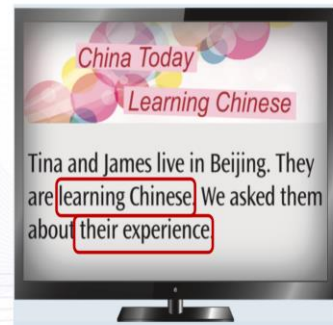 China Today
Learning Chinese
Tina and James live in Beijing. They
are learning Chinese. We asked them
about their experience.